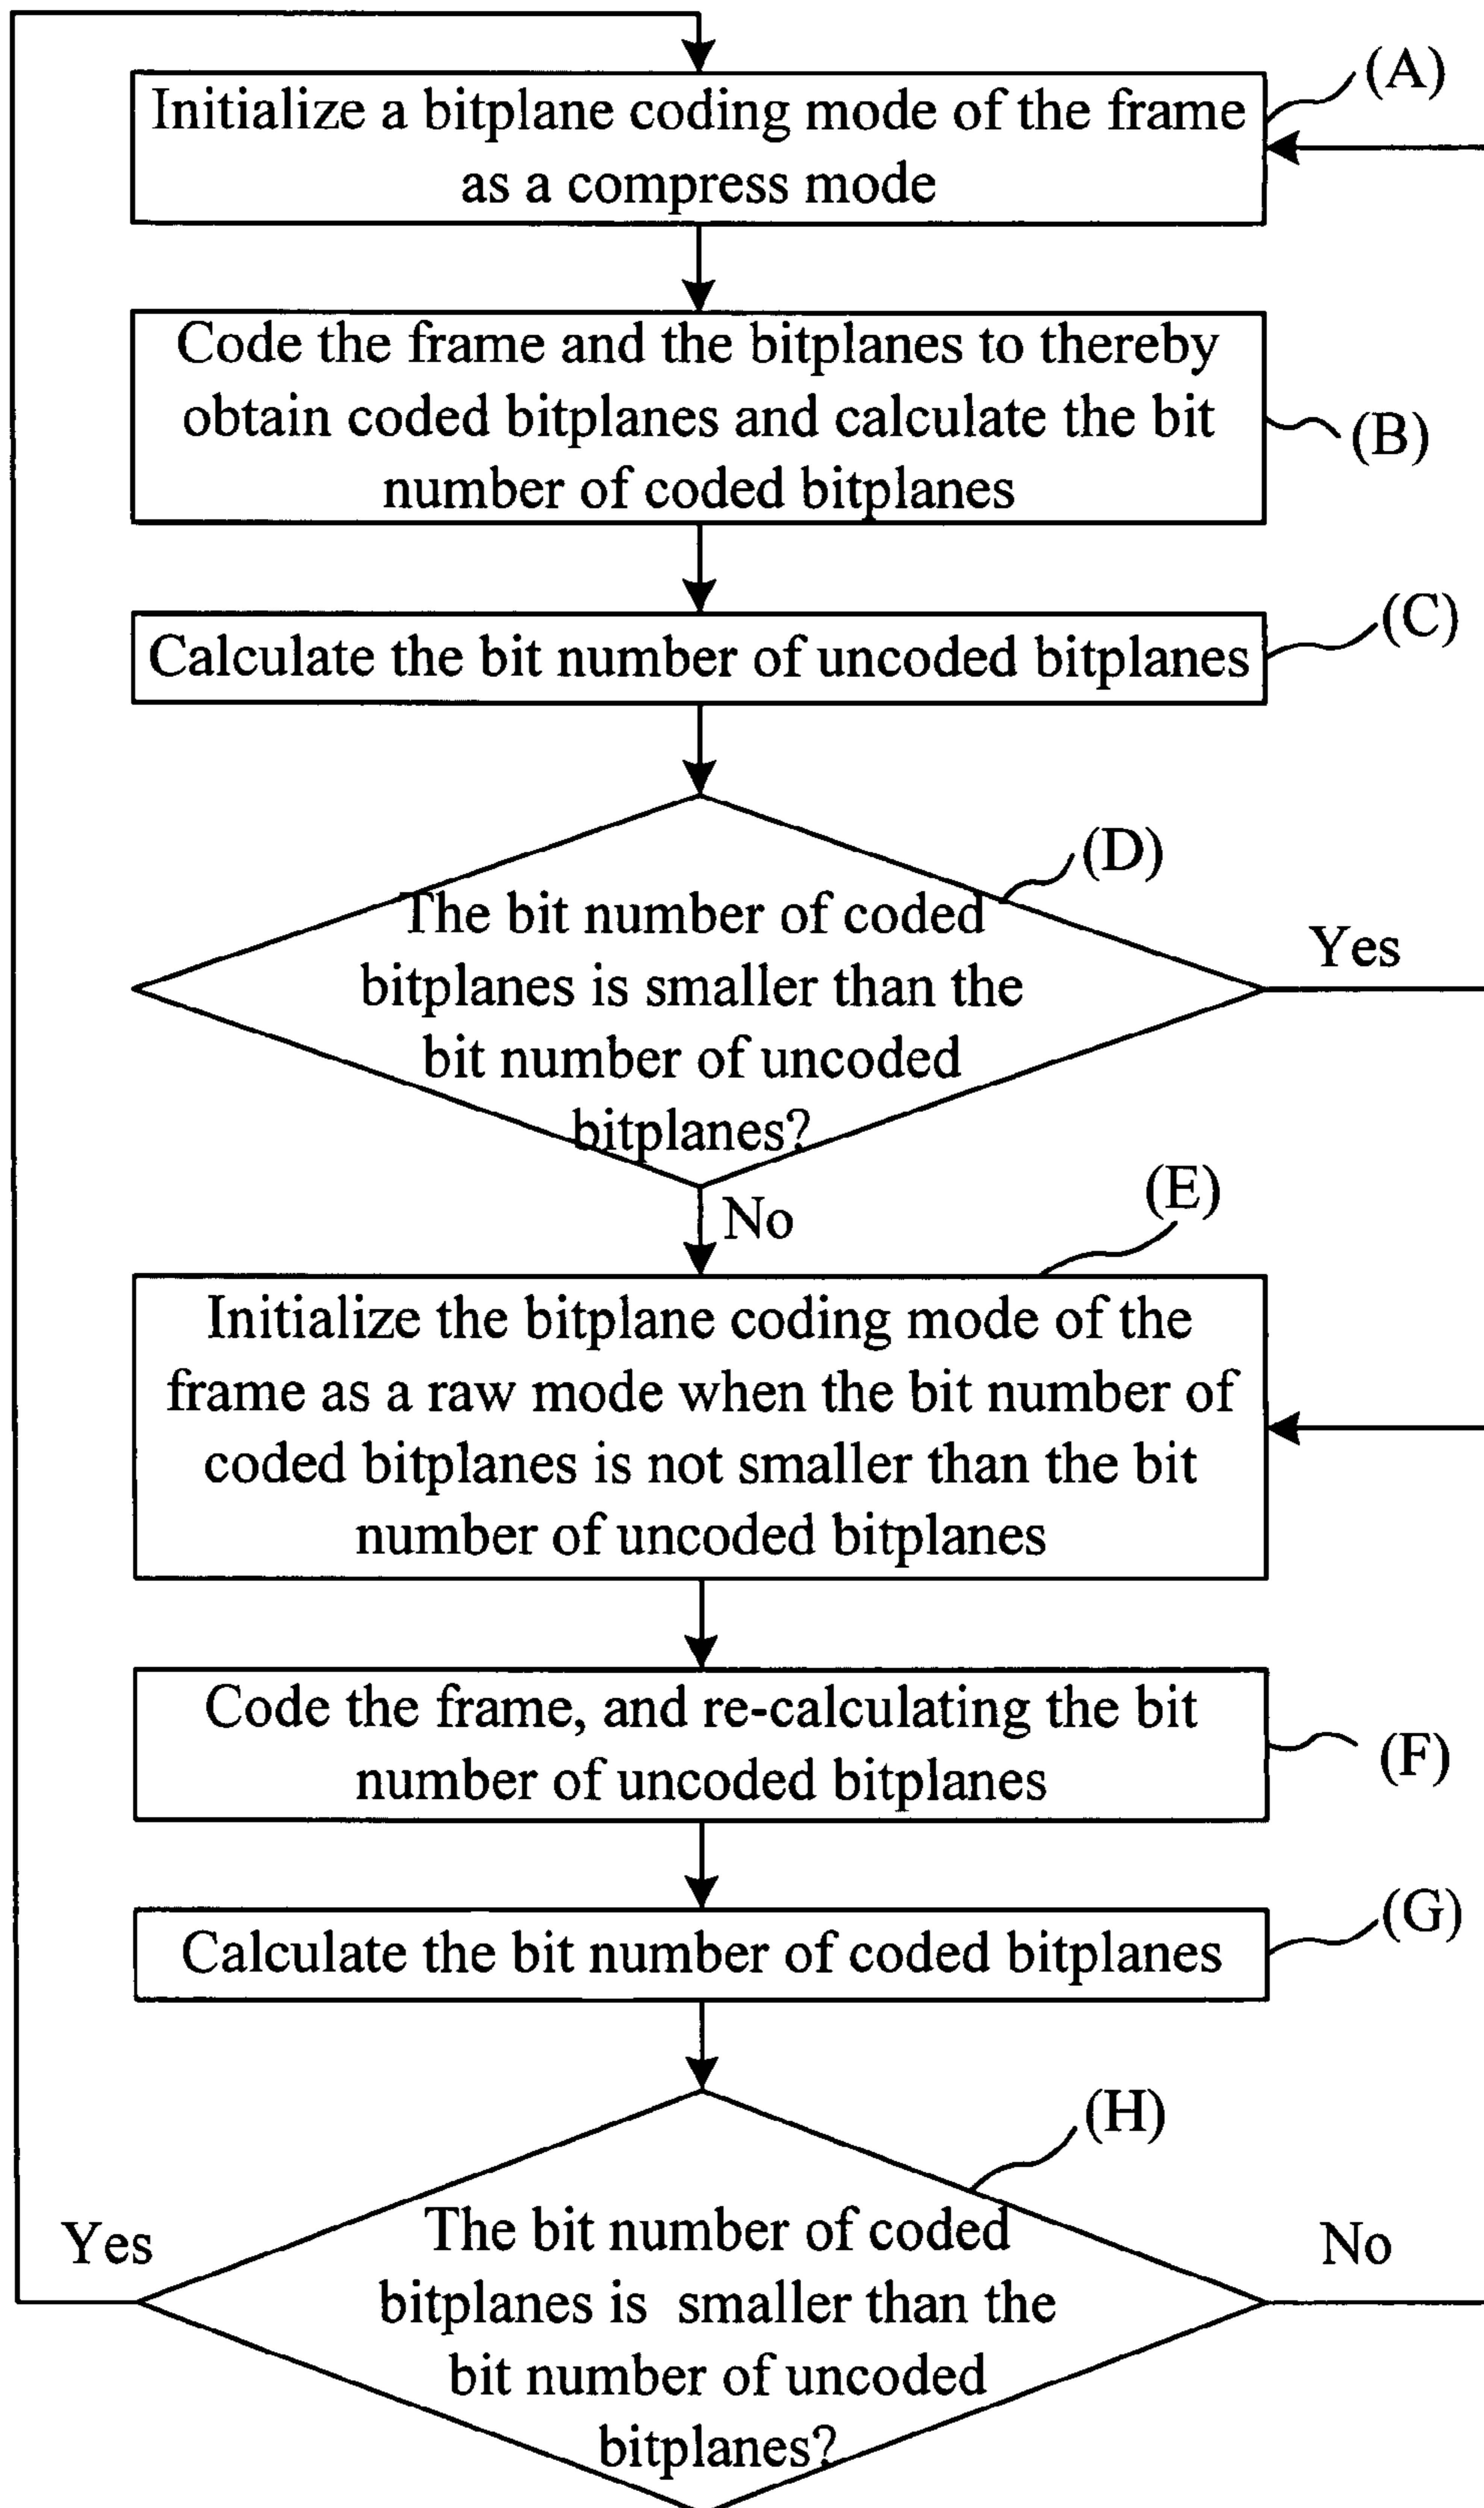 (A)
Initialize a bitplane coding mode of the frame
as a compress mode
Code the frame and the bitplanes to thereby
obtain coded bitplanes and calculate the bit
number of coded bitplanes
(B)
(C)
Calculate the bit number of uncoded bitplanes
(D)
The bit number of coded
bitplanes is smaller than the
bit number of uncoded
bitplanes?
Yes
No
(E)
Initialize the bitplane coding mode of the
frame as a raw mode when the bit number of
coded bitplanes is not smaller than the bit
number of uncoded bitplanes
Code the frame, and re-calculating the bit
number of uncoded bitplanes
(F)
(G)
Calculate the bit number of coded bitplanes
(H)
The bit number of coded
bitplanes is smaller than the
bit number of uncoded
bitplanes?
Yes
No